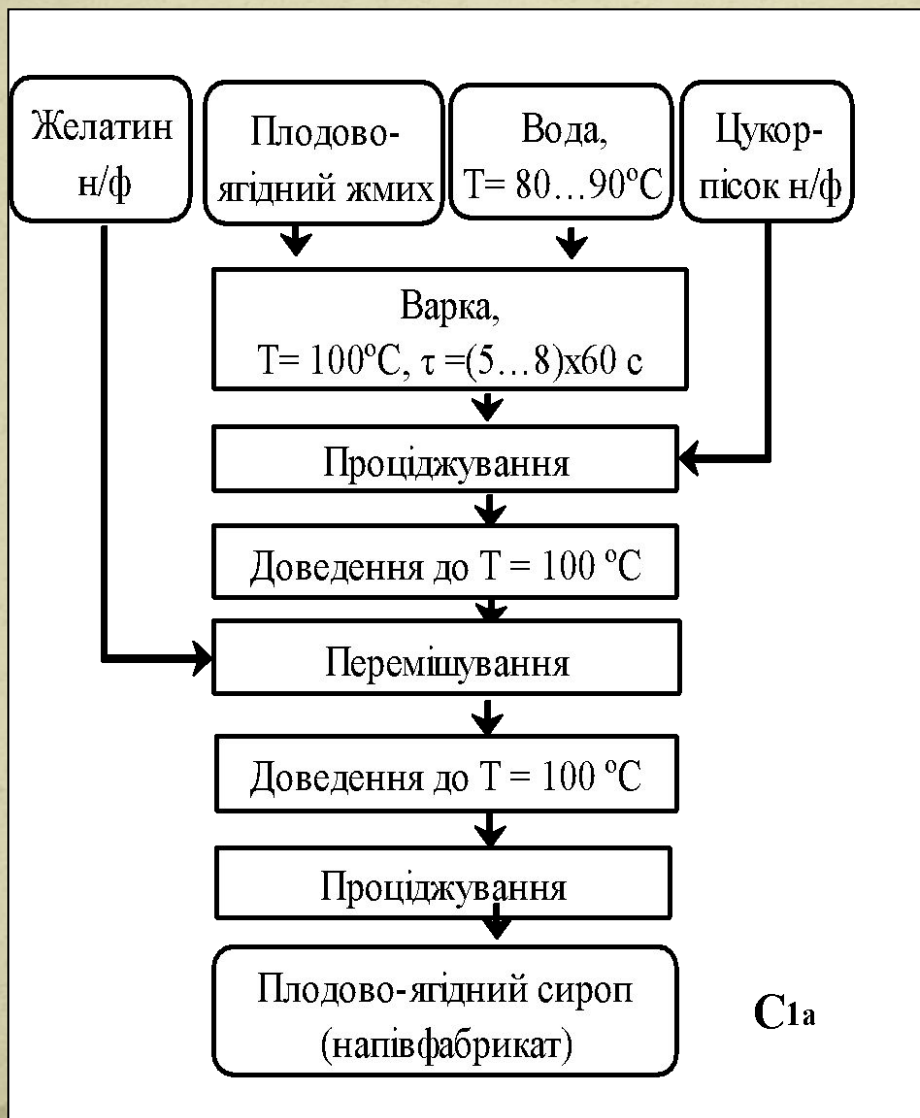 Желатин
н/ф
Плодово-
ягідний жмих
Вода,
Т= 80…90ºС
Цукор-
пісок н/ф
Варка,
Т= 100ºС, τ =(5…8)х60 с
Проціджування
Доведення до Т = 100 ºС
Перемішування
Доведення до Т = 100 ºС
Проціджування
Плодово-ягідний сироп
(напівфабрикат)
С1а